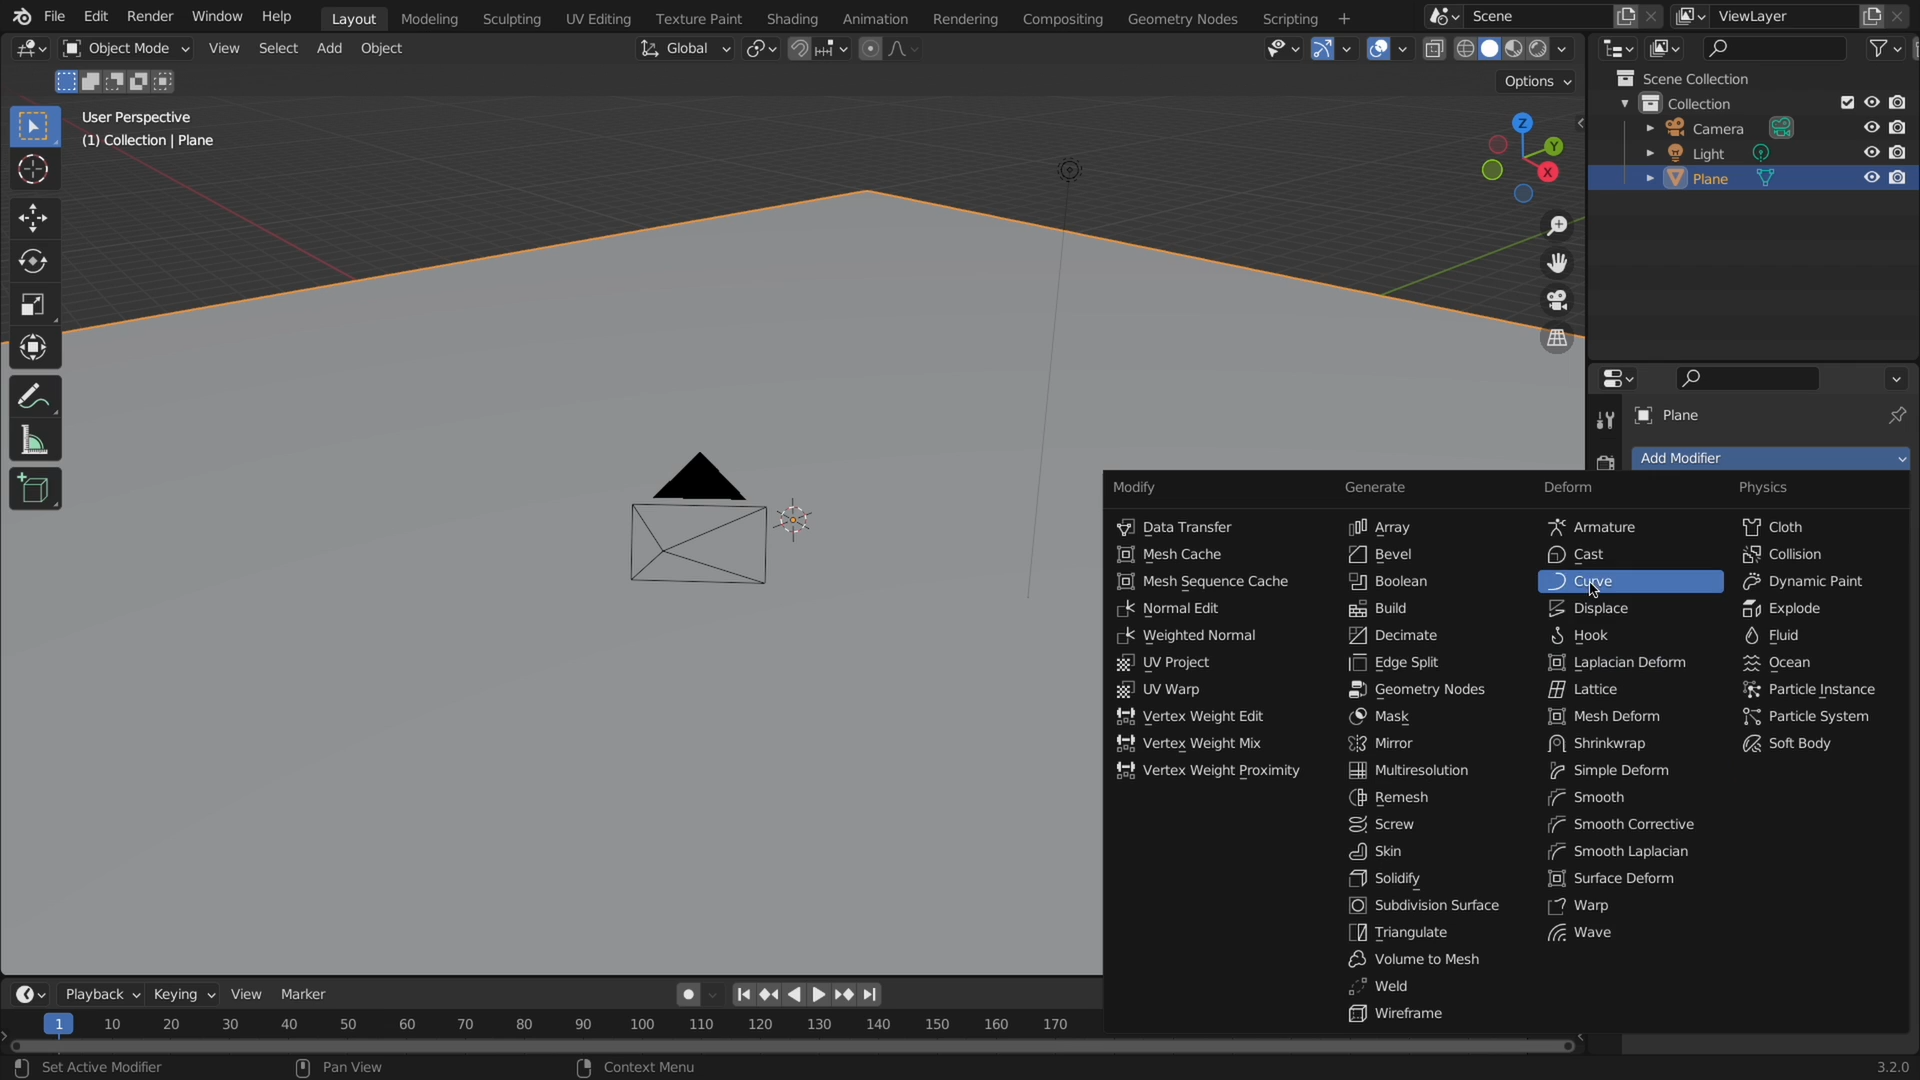 File Edit Render Window Help Layout Modeling Sculpting UV Editing Texture Paint Shading Animation Rendering Compositing Geometry Nodes Scripting Scene ViewLayer
Object Mode View Select Add Object Global
Options
User Perspective
(1) Collection | Plane
Z
Y
X
Scene Collection
Collection
Camera
Light
Plane
Plane
Add Modifier
Modify
Data Transfer
Mesh Cache
Mesh Sequence Cache
Normal Edit
Weighted Normal
UV Project
UV Warp
Vertex Weight Edit
Vertex Weight Mix
Vertex Weight Proximity
Generate
Array
Bevel
Boolean
Build
Decimate
Edge Split
Geometry Nodes
Mask
Mirror
Multiresolution
Remesh
Screw
Skin
Solidify
Subdivision Surface
Triangulate
Volume to Mesh
Weld
Wireframe
Deform
Armature
Cast
Curve
Displace
Hook
Laplacian Deform
Lattice
Mesh Deform
Shrinkwrap
Simple Deform
Smooth
Smooth Corrective
Smooth Laplacian
Surface Deform
Warp
Wave
Physics
Cloth
Collision
Dynamic Paint
Explode
Fluid
Ocean
Particle Instance
Particle System
Soft Body
Playback Keying View Marker
1 10 20 30 40 50 60 70 80 90 100 110 120 130 140 150 160 170
Set Active Modifier Pan View Context Menu 3.2.0